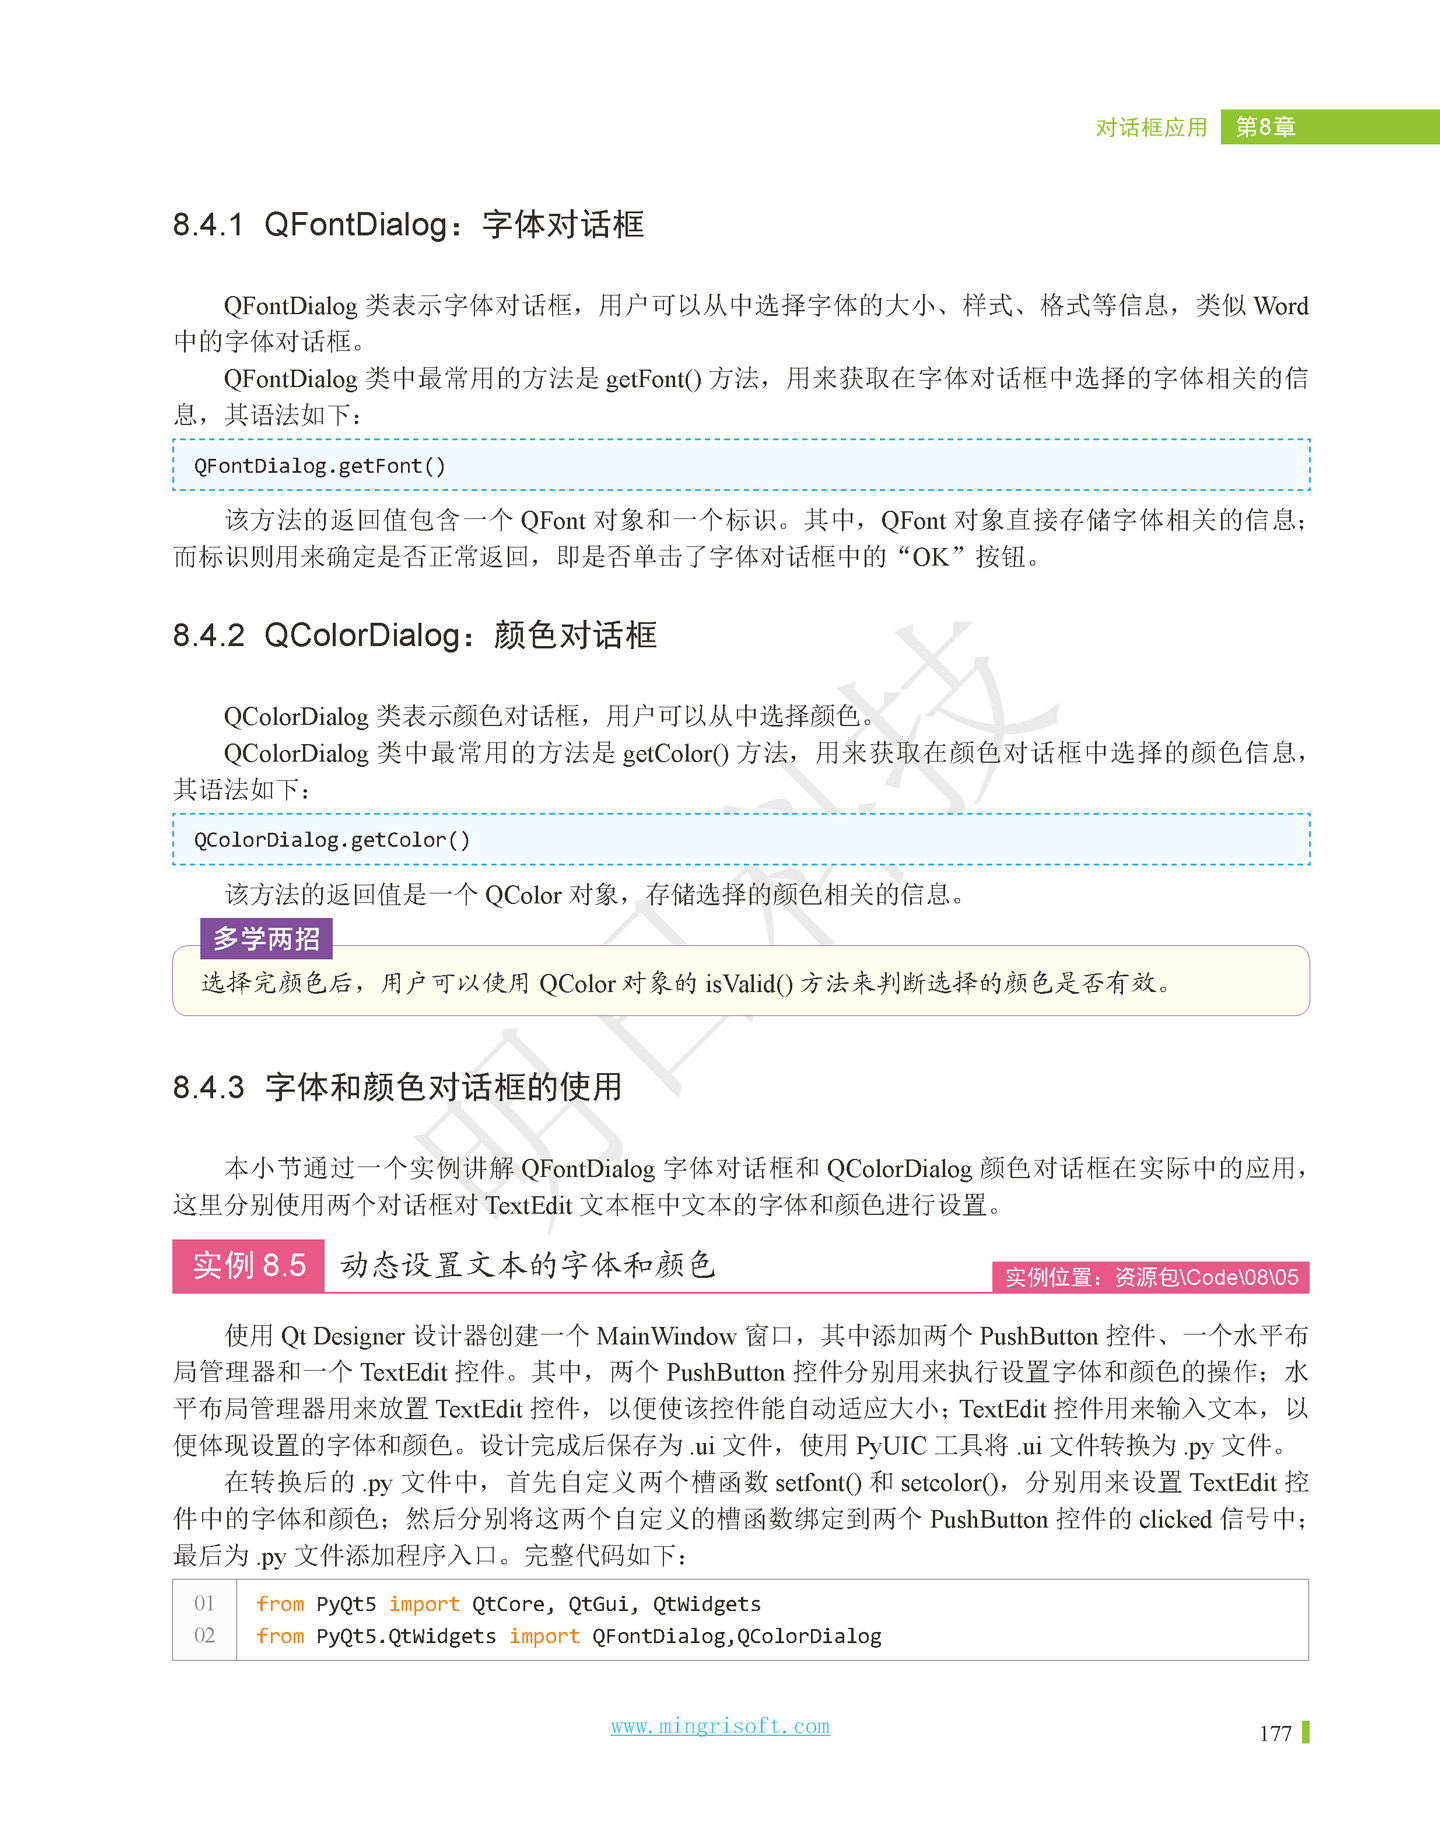 对话框应用 第8章
8.4.1 QFontDialog：字体对话框
QFontDialog 类表示字体对话框，用户可以从中选择字体的大小、样式、格式等信息，类似 Word
中的字体对话框。
QFontDialog 类中最常用的方法是 getFont() 方法，用来获取在字体对话框中选择的字体相关的信
息，其语法如下：
QFontDialog.getFont()
该方法的返回值包含一个 QFont 对象和一个标识。其中，QFont 对象直接存储字体相关的信息；
而标识则用来确定是否正常返回，即是否单击了字体对话框中的“OK”按钮。
8.4.2 QColorDialog：颜色对话框
QColorDialog 类表示颜色对话框，用户可以从中选择颜色。
QColorDialog 类中最常用的方法是 getColor() 方法，用来获取在颜色对话框中选择的颜色信息，
其语法如下：
QColorDialog.getColor()
该方法的返回值是一个 QColor 对象，存储选择的颜色相关的信息。
多学两招
选择完颜色后，用户可以使用 QColor 对象的 isValid() 方法来判断选择的颜色是否有效。
8.4.3 字体和颜色对话框的使用
本小节通过一个实例讲解 QFontDialog 字体对话框和 QColorDialog 颜色对话框在实际中的应用，
这里分别使用两个对话框对 TextEdit 文本框中文本的字体和颜色进行设置。
实例 8.5 动态设置文本的字体和颜色
实例位置：资源包\Code\08\05
使用 Qt Designer 设计器创建一个 MainWindow 窗口，其中添加两个 PushButton 控件、一个水平布
局管理器和一个 TextEdit 控件。其中，两个 PushButton 控件分别用来执行设置字体和颜色的操作；水
平布局管理器用来放置 TextEdit 控件，以便使该控件能自动适应大小；TextEdit 控件用来输入文本，以
便体现设置的字体和颜色。设计完成后保存为 .ui 文件，使用 PyUIC 工具将 .ui 文件转换为 .py 文件。
在转换后的 .py 文件中，首先自定义两个槽函数 setfont() 和 setcolor()，分别用来设置 TextEdit 控
件中的字体和颜色；然后分别将这两个自定义的槽函数绑定到两个 PushButton 控件的 clicked 信号中；
最后为 .py 文件添加程序入口。完整代码如下：
01 from PyQt5 import QtCore, QtGui, QtWidgets
02 from PyQt5.QtWidgets import QFontDialog,QColorDialog
明日科技
www.mingrisoft.com
177